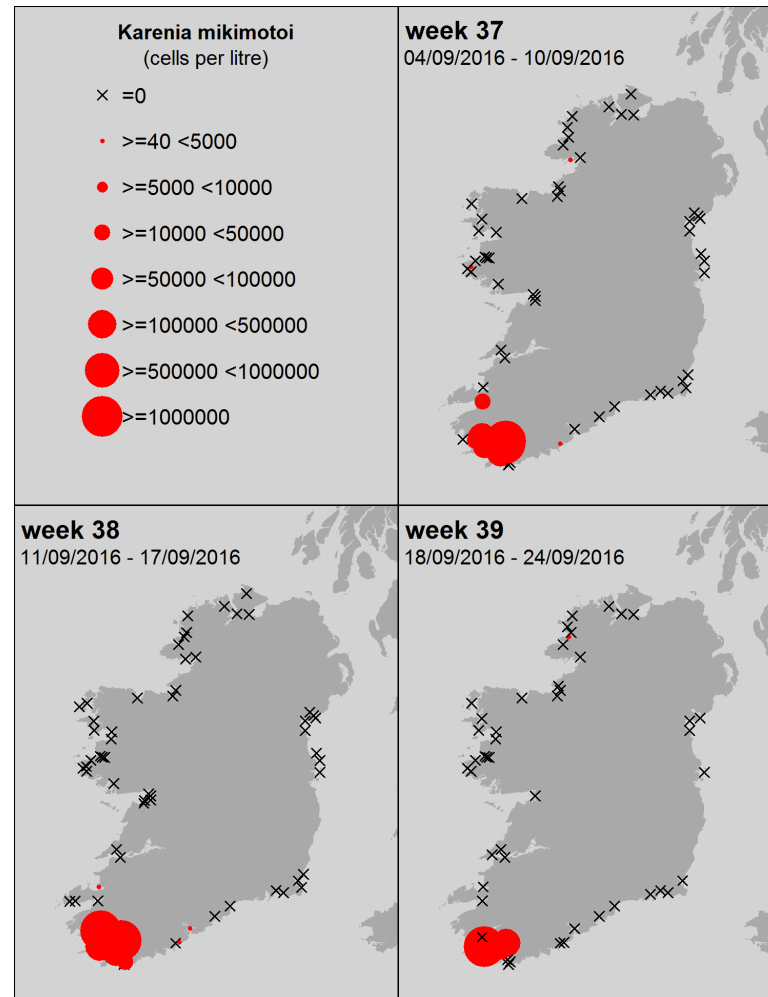 Karenia mikimotoi
(cells per litre)
=0
>=40 <5000
>=5000 <10000
>=10000 <50000
>=50000 <100000
>=100000 <500000
>=500000 <1000000
>=1000000
week 37
04/09/2016 - 10/09/2016
week 38
11/09/2016 - 17/09/2016
week 39
18/09/2016 - 24/09/2016